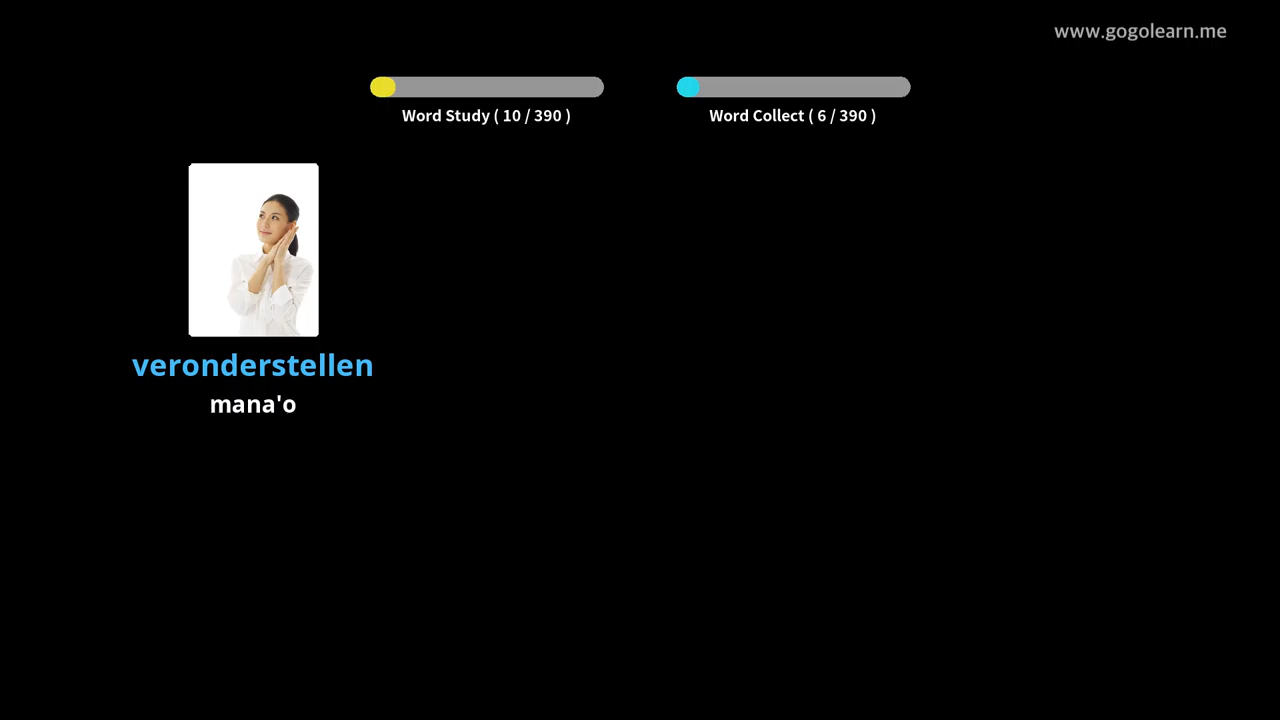 www.gogolearn.me
Word Study ( 10 / 390 )
Word Collect ( 6 / 390 )
veronderstellen
mana'o